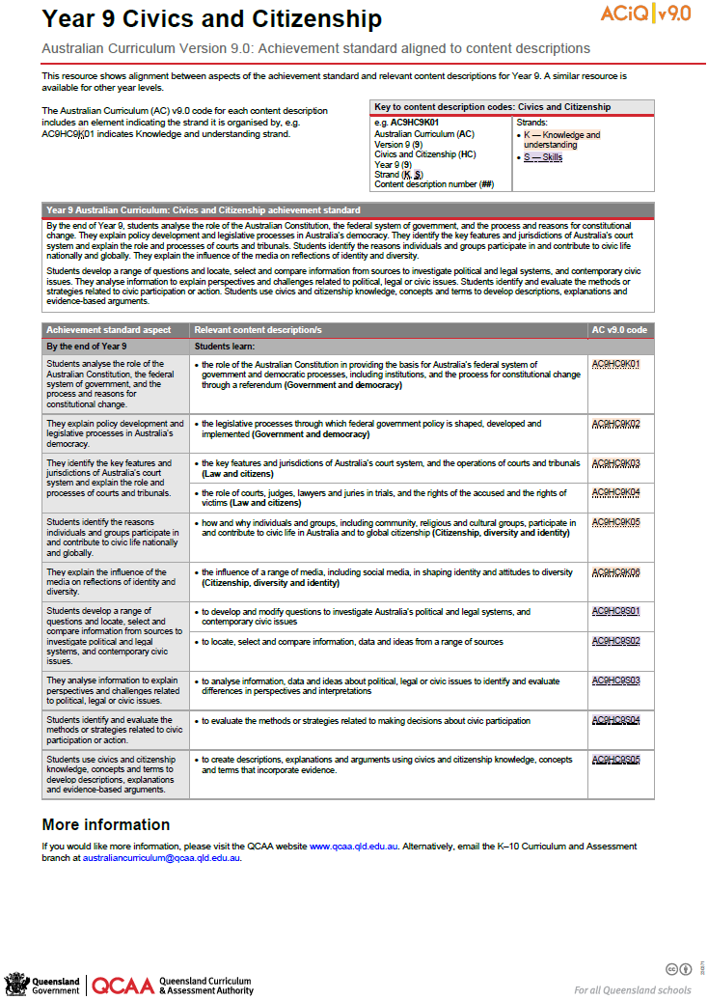 Year 9 Civics and Citizenship
ACiQ v9.0
Australian Curriculum Version 9.0: Achievement standard aligned to content descriptions
This resource shows alignment between aspects of the achievement standard and relevant content descriptions for Year 9. A similar resource is
available for other year levels.
The Australian Curriculum (AC) v9.0 code for each content description
includes an element indicating the strand it is organised by, e.g.
AC9HC9K01 indicates Knowledge and understanding strand.
Key to content description codes: Civics and Citizenship
e.g. AC9HC9K01
Australian Curriculum (AC)
Version 9 (9)
Civics and Citizenship (HC)
Year 9 (9)
Strand (K, S)
Content description number (##)
Strands:
• K — Knowledge and
understanding
• S — Skills
Year 9 Australian Curriculum: Civics and Citizenship achievement standard
By the end of Year 9, students analyse the role of the Australian Constitution, the federal system of government, and the process and reasons for constitutional
change. They explain policy development and legislative processes in Australia's democracy. They identify the key features and jurisdictions of Australia's court
system and explain the role and processes of courts and tribunals. Students identify the reasons individuals and groups participate in and contribute to civic life
nationally and globally. They explain the influence of the media on reflections of identity and diversity.
Students develop a range of questions and locate, select and compare information from sources to investigate political and legal systems, and contemporary civic
issues. They analyse information to explain perspectives and challenges related to political, legal or civic issues. Students identify and evaluate the methods or
strategies related to civic participation or action. Students use civics and citizenship knowledge, concepts and terms to develop descriptions, explanations and
evidence-based arguments.
Achievement standard aspect
Relevant content description/s
AC v9.0 code
By the end of Year 9
Students learn:
Students analyse the role of the
Australian Constitution, the federal
system of government, and the
process and reasons for
constitutional change.
• the role of the Australian Constitution in providing the basis for Australia's federal system of
government and democratic processes, including institutions, and the process for constitutional change
through a referendum (Government and democracy)
AC9HC9K01
They explain policy development and
legislative processes in Australia's
democracy.
• the legislative processes through which federal government policy is shaped, developed and
implemented (Government and democracy)
AC9HC9K02
They identify the key features and
jurisdictions of Australia's court
system and explain the role and
processes of courts and tribunals.
• the key features and jurisdictions of Australia's court system, and the operations of courts and tribunals
(Law and citizens)
AC9HC9K03
• the role of courts, judges, lawyers and juries in trials, and the rights of the accused and the rights of
victims (Law and citizens)
AC9HC9K04
Students identify the reasons
individuals and groups participate in
and contribute to civic life nationally
and globally.
• how and why individuals and groups, including community, religious and cultural groups, participate in
and contribute to civic life in Australia and to global citizenship (Citizenship, diversity and identity)
AC9HC9K05
They explain the influence of the
media on reflections of identity and
diversity.
• the influence of a range of media, including social media, in shaping identity and attitudes to diversity
(Citizenship, diversity and identity)
AC9HC9K06
Students develop a range of
questions and locate, select and
compare information from sources to
investigate political and legal
systems, and contemporary civic
issues.
• to develop and modify questions to investigate Australia's political and legal systems, and
contemporary civic issues
AC9HC9S01
• to locate, select and compare information, data and ideas from a range of sources
AC9HC9S02
They analyse information to explain
perspectives and challenges related
to political, legal or civic issues.
• to analyse information, data and ideas about political, legal or civic issues to identify and evaluate
differences in perspectives and interpretations
AC9HC9S03
Students identify and evaluate the
methods or strategies related to civic
participation or action.
• to evaluate the methods or strategies related to making decisions about civic participation
AC9HC9S04
Students use civics and citizenship
knowledge, concepts and terms to
develop descriptions, explanations
and evidence-based arguments.
• to create descriptions, explanations and arguments using civics and citizenship knowledge, concepts
and terms that incorporate evidence.
AC9HC9S05
More information
If you would like more information, please visit the QCAA website www.qcaa.qld.edu.au. Alternatively, email the K–10 Curriculum and Assessment
branch at australiancurriculum@qcaa.qld.edu.au.
Queensland
Government
QCAA
Queensland Curriculum
& Assessment Authority
For all Queensland schools